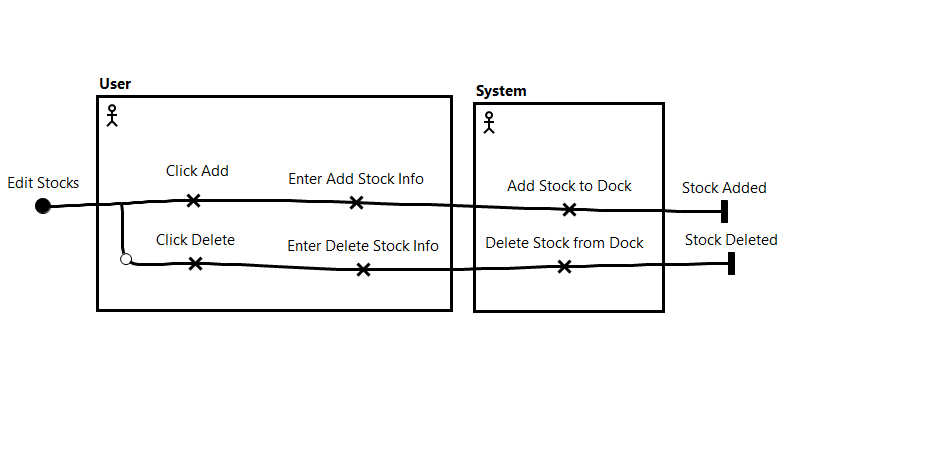 User
System
Click Add
Enter Add Stock Info
Edit Stocks
Add Stock to Dock
Stock Added
Click Delete
Enter Delete Stock Info
Delete Stock from Dock
Stock Deleted